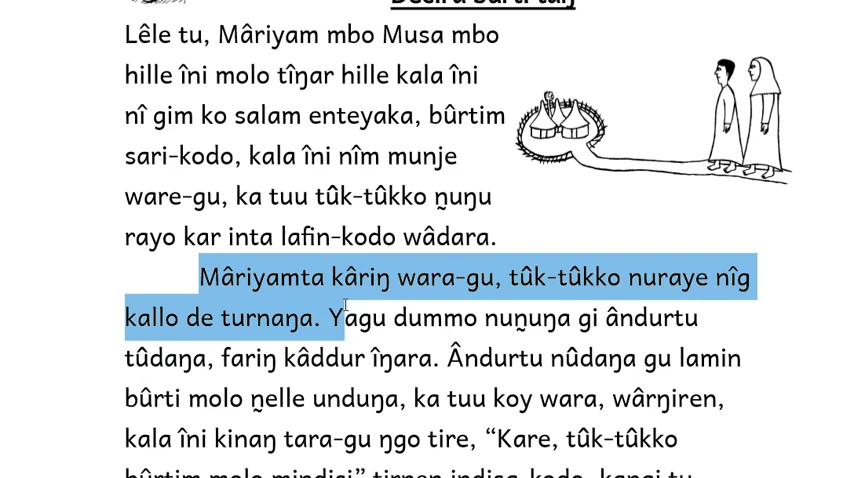 Lêle tu, Mâriyam mbo Musa mbo
hille îni molo tîŋar hille kala îni
nî gim ko salam enteyaka, bûrtim
sari-kodo, kala îni nîm munje
ware-gu, ka tuu tûk-tûkko n̰uŋu
rayo kar inta lafin-kodo wâdara.
Mâriyamta kâriŋ wara-gu, tûk-tûkko nuraye nîg
kallo de turnaŋa. Yagu dummo nun̰uŋa gi ândurtu
tûdaŋa, fariŋ kâddur îŋara. Ândurtu nûdaŋa gu lamin
bûrti molo n̰elle unduŋa, ka tuu koy wara, wârŋiren,
kala îni kinaŋ tara-gu ŋgo tire, “Kare, tûk-tûkko